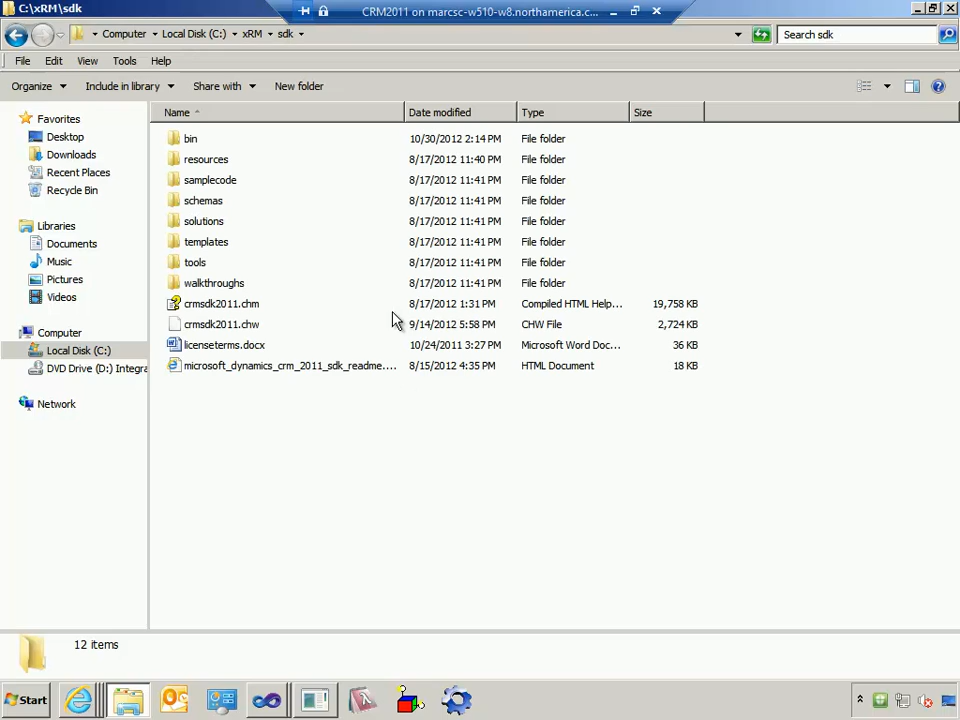 C:\xRM\sdk
CRM2011 on marcsc-w510-w8.northamerica.c...
Computer Local Disk (C:) xRM sdk
Search sdk
File Edit View Tools Help
Organize Include in library Share with New folder
Name Date modified Type Size
Favorites
Desktop
Downloads
Recent Places
Recycle Bin
Libraries
Documents
Music
Pictures
Videos
Computer
Local Disk (C:)
DVD Drive (D:) Integra
Network
bin 10/30/2012 2:14 PM File folder
resources 8/17/2012 11:40 PM File folder
samplecode 8/17/2012 11:41 PM File folder
schemas 8/17/2012 11:41 PM File folder
solutions 8/17/2012 11:41 PM File folder
templates 8/17/2012 11:41 PM File folder
tools 8/17/2012 11:41 PM File folder
walkthroughs 8/17/2012 11:41 PM File folder
crmsdk2011.chm 8/17/2012 1:31 PM Compiled HTML Help... 19,758 KB
crmsdk2011.chw 9/14/2012 5:58 PM CHW File 2,724 KB
licenseterms.docx 10/24/2011 3:27 PM Microsoft Word Doc... 36 KB
microsoft_dynamics_crm_2011_sdk_readme.... 8/15/2012 4:35 PM HTML Document 18 KB
12 items
Start